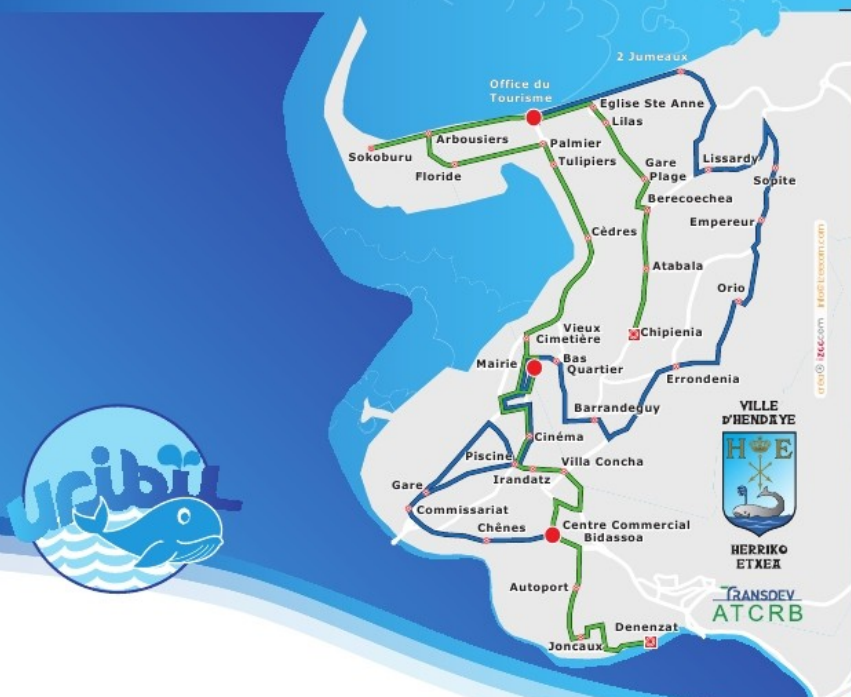 2 Jumeaux
Office du
Tourisme
Eglise Ste Anne
Lilas
Arbousiers
Palmier
Sokoburu
Tulipiers
Floride
Gare
Plage
Lissardy
Sopite
Berecoechea
Empereur
Cèdres
Atabala
Orio
Vieux
Cimetière
Chipienia
Mairie
Bas
Quartier
Errondenia
Barrandeguy
Cinéma
Piscine
Villa Concha
Irandatz
Gare
Commissariat
Chênes
Centre Commercial
Bidassoa
Autoport
Denenzat
Joncaux
uribüs
VILLE
D'HENDAYE
H E
HERRIKO
ETXEA
TRANSDEV
ATCRB
izeecom